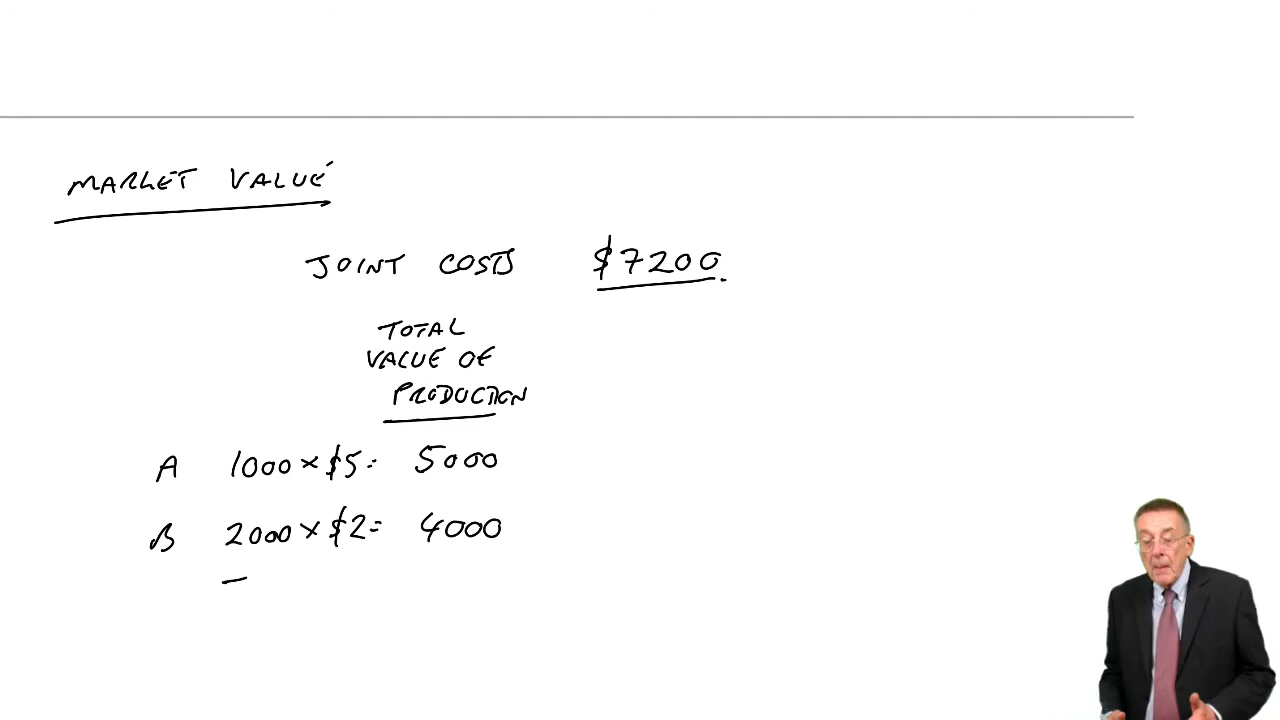 MARKET VALUE
JOINT COSTS $7200
TOTAL
VALUE OF
PRODUCTION
A 1000 × $5 = 5000
B 2000 × $2 = 4000